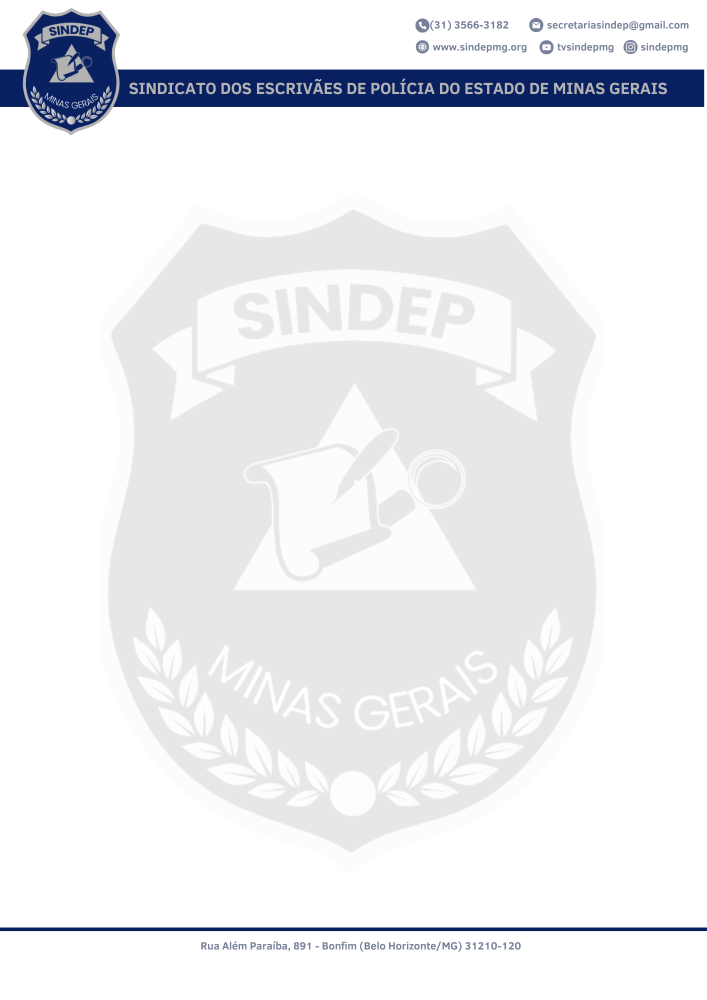 SINDEP
MINAS GERAIS
(31) 3566-3182 secretariasindep@gmail.com
www.sindepmg.org tvsindepmg sindepmg
SINDICATO DOS ESCRIVÃES DE POLÍCIA DO ESTADO DE MINAS GERAIS
SINDEP
MINAS GERAIS
Rua Além Paraíba, 891 - Bonfim (Belo Horizonte/MG) 31210-120